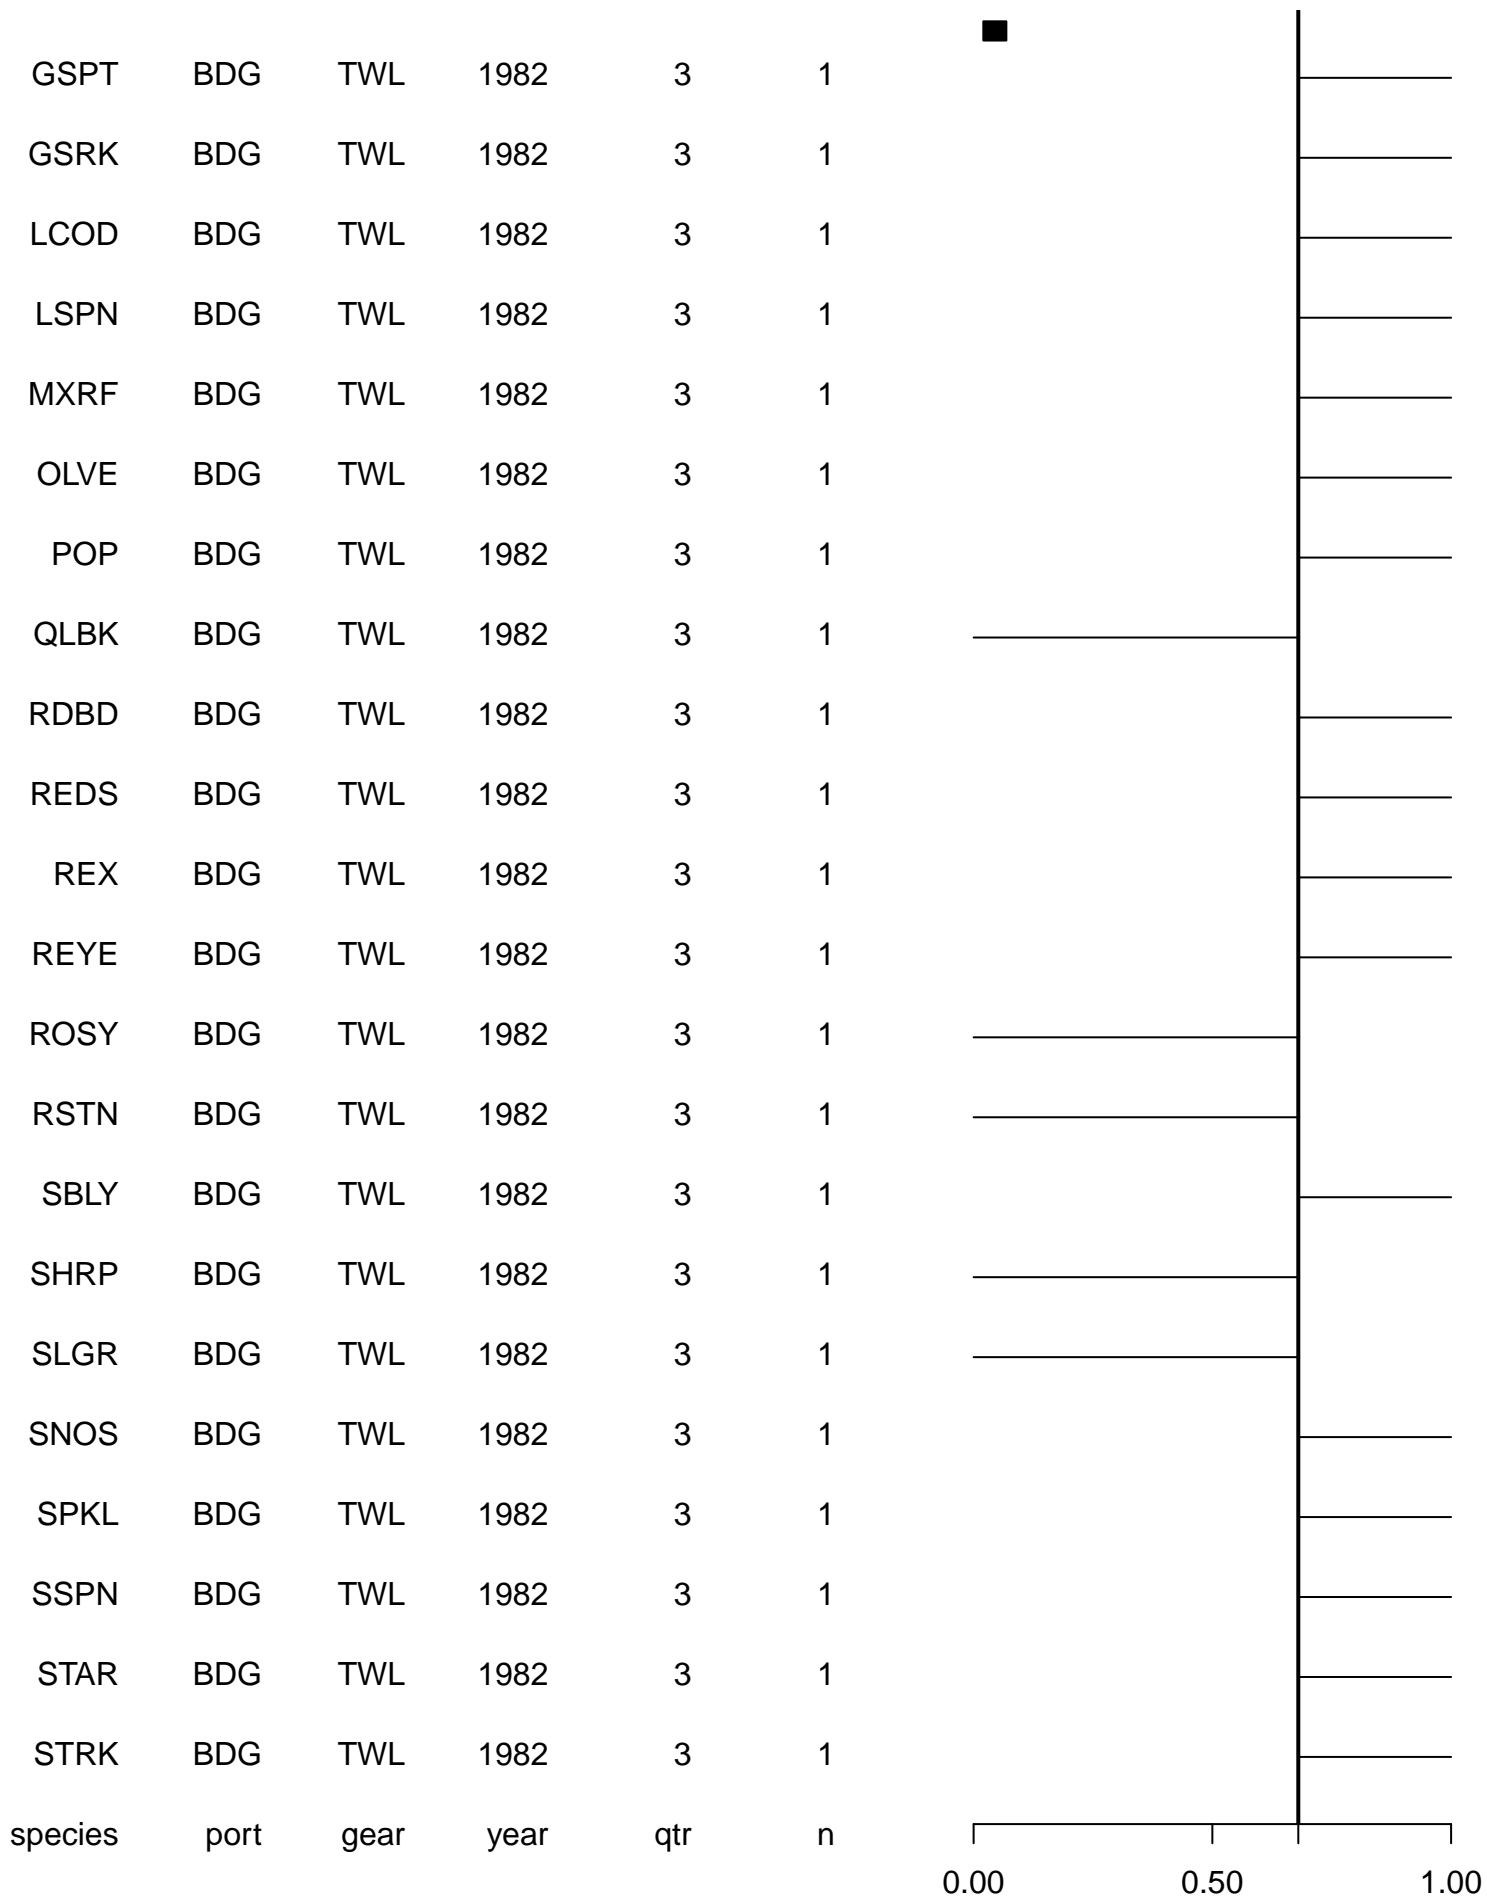 GSPT BDG TWL 1982 3 1
GSRK BDG TWL 1982 3 1
LCOD BDG TWL 1982 3 1
LSPN BDG TWL 1982 3 1
MXRF BDG TWL 1982 3 1
OLVE BDG TWL 1982 3 1
POP BDG TWL 1982 3 1
QLBK BDG TWL 1982 3 1
RDBD BDG TWL 1982 3 1
REDS BDG TWL 1982 3 1
REX BDG TWL 1982 3 1
REYE BDG TWL 1982 3 1
ROSY BDG TWL 1982 3 1
RSTN BDG TWL 1982 3 1
SBLY BDG TWL 1982 3 1
SHRP BDG TWL 1982 3 1
SLGR BDG TWL 1982 3 1
SNOS BDG TWL 1982 3 1
SPKL BDG TWL 1982 3 1
SSPN BDG TWL 1982 3 1
STAR BDG TWL 1982 3 1
STRK BDG TWL 1982 3 1
species port gear year qtr n
0.00 0.50 1.00